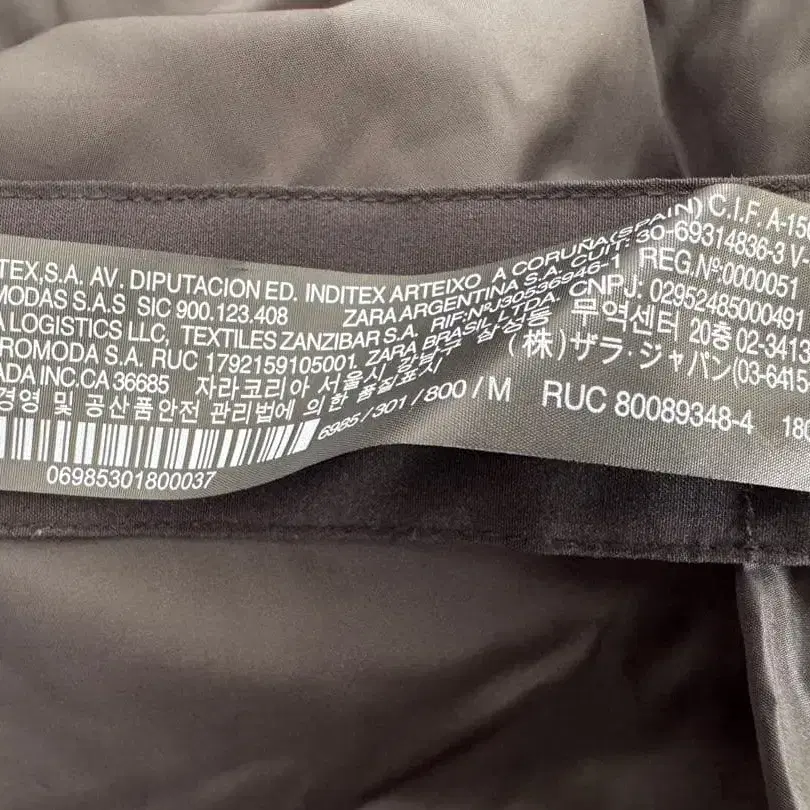 TEX,S.A. AV. DIPUTACION ED. INDITEX ARTEIXO A CORUÑA(SPAIN) C.I.F. A-150
MODAS S.A.S SIC 900.123.408 ZARA ARGENTINA S.A. CUIT: 30-69314836-3 V-
LOGISTICS LLC, TEXTILES ZANZIBAR S.A. RIF:NºJ30536946-1 REG.Nº:0000051
ROMODA S.A. RUC 1792159105001. ZARA BRASIL LTDA. CNPJ: 02952485000491
ADA INC.CA 36685 자라코리아 서울시 강남구 삼성동 무역센터 20층 02-3413
경영 및 공산품안전 관리법에 의한 품질표시 (株)ザラ・ジャパン(03-6415
6985/301/800/M RUC 80089348-4 180
06985301800037